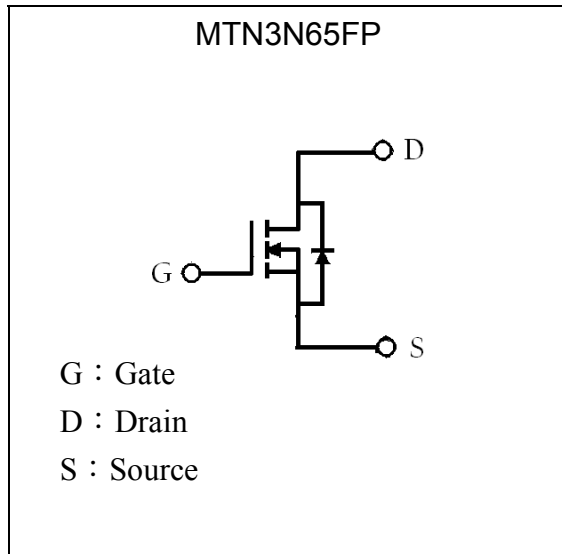 MTN3N65FP
D
G
S
G：Gate
D：Drain
S：Source